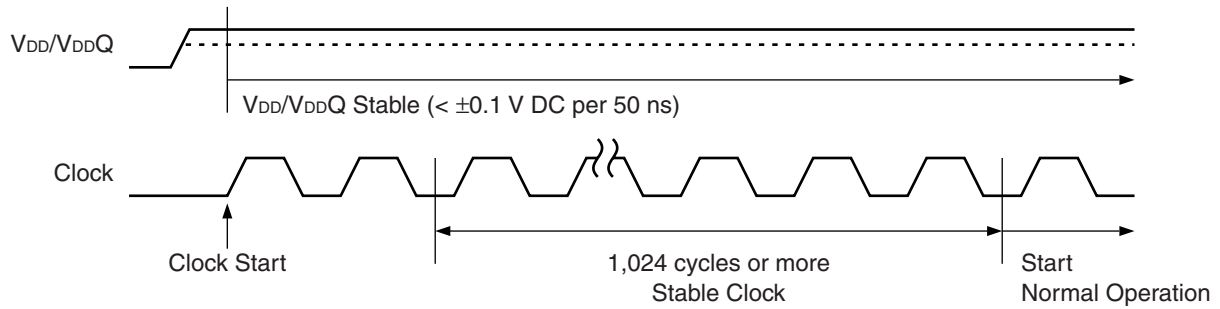 VDD/VDDQ
VDD/VDDQ Stable (< ±0.1 V DC per 50 ns)
Clock
Clock Start
1,024 cycles or more
Stable Clock
Start
Normal Operation